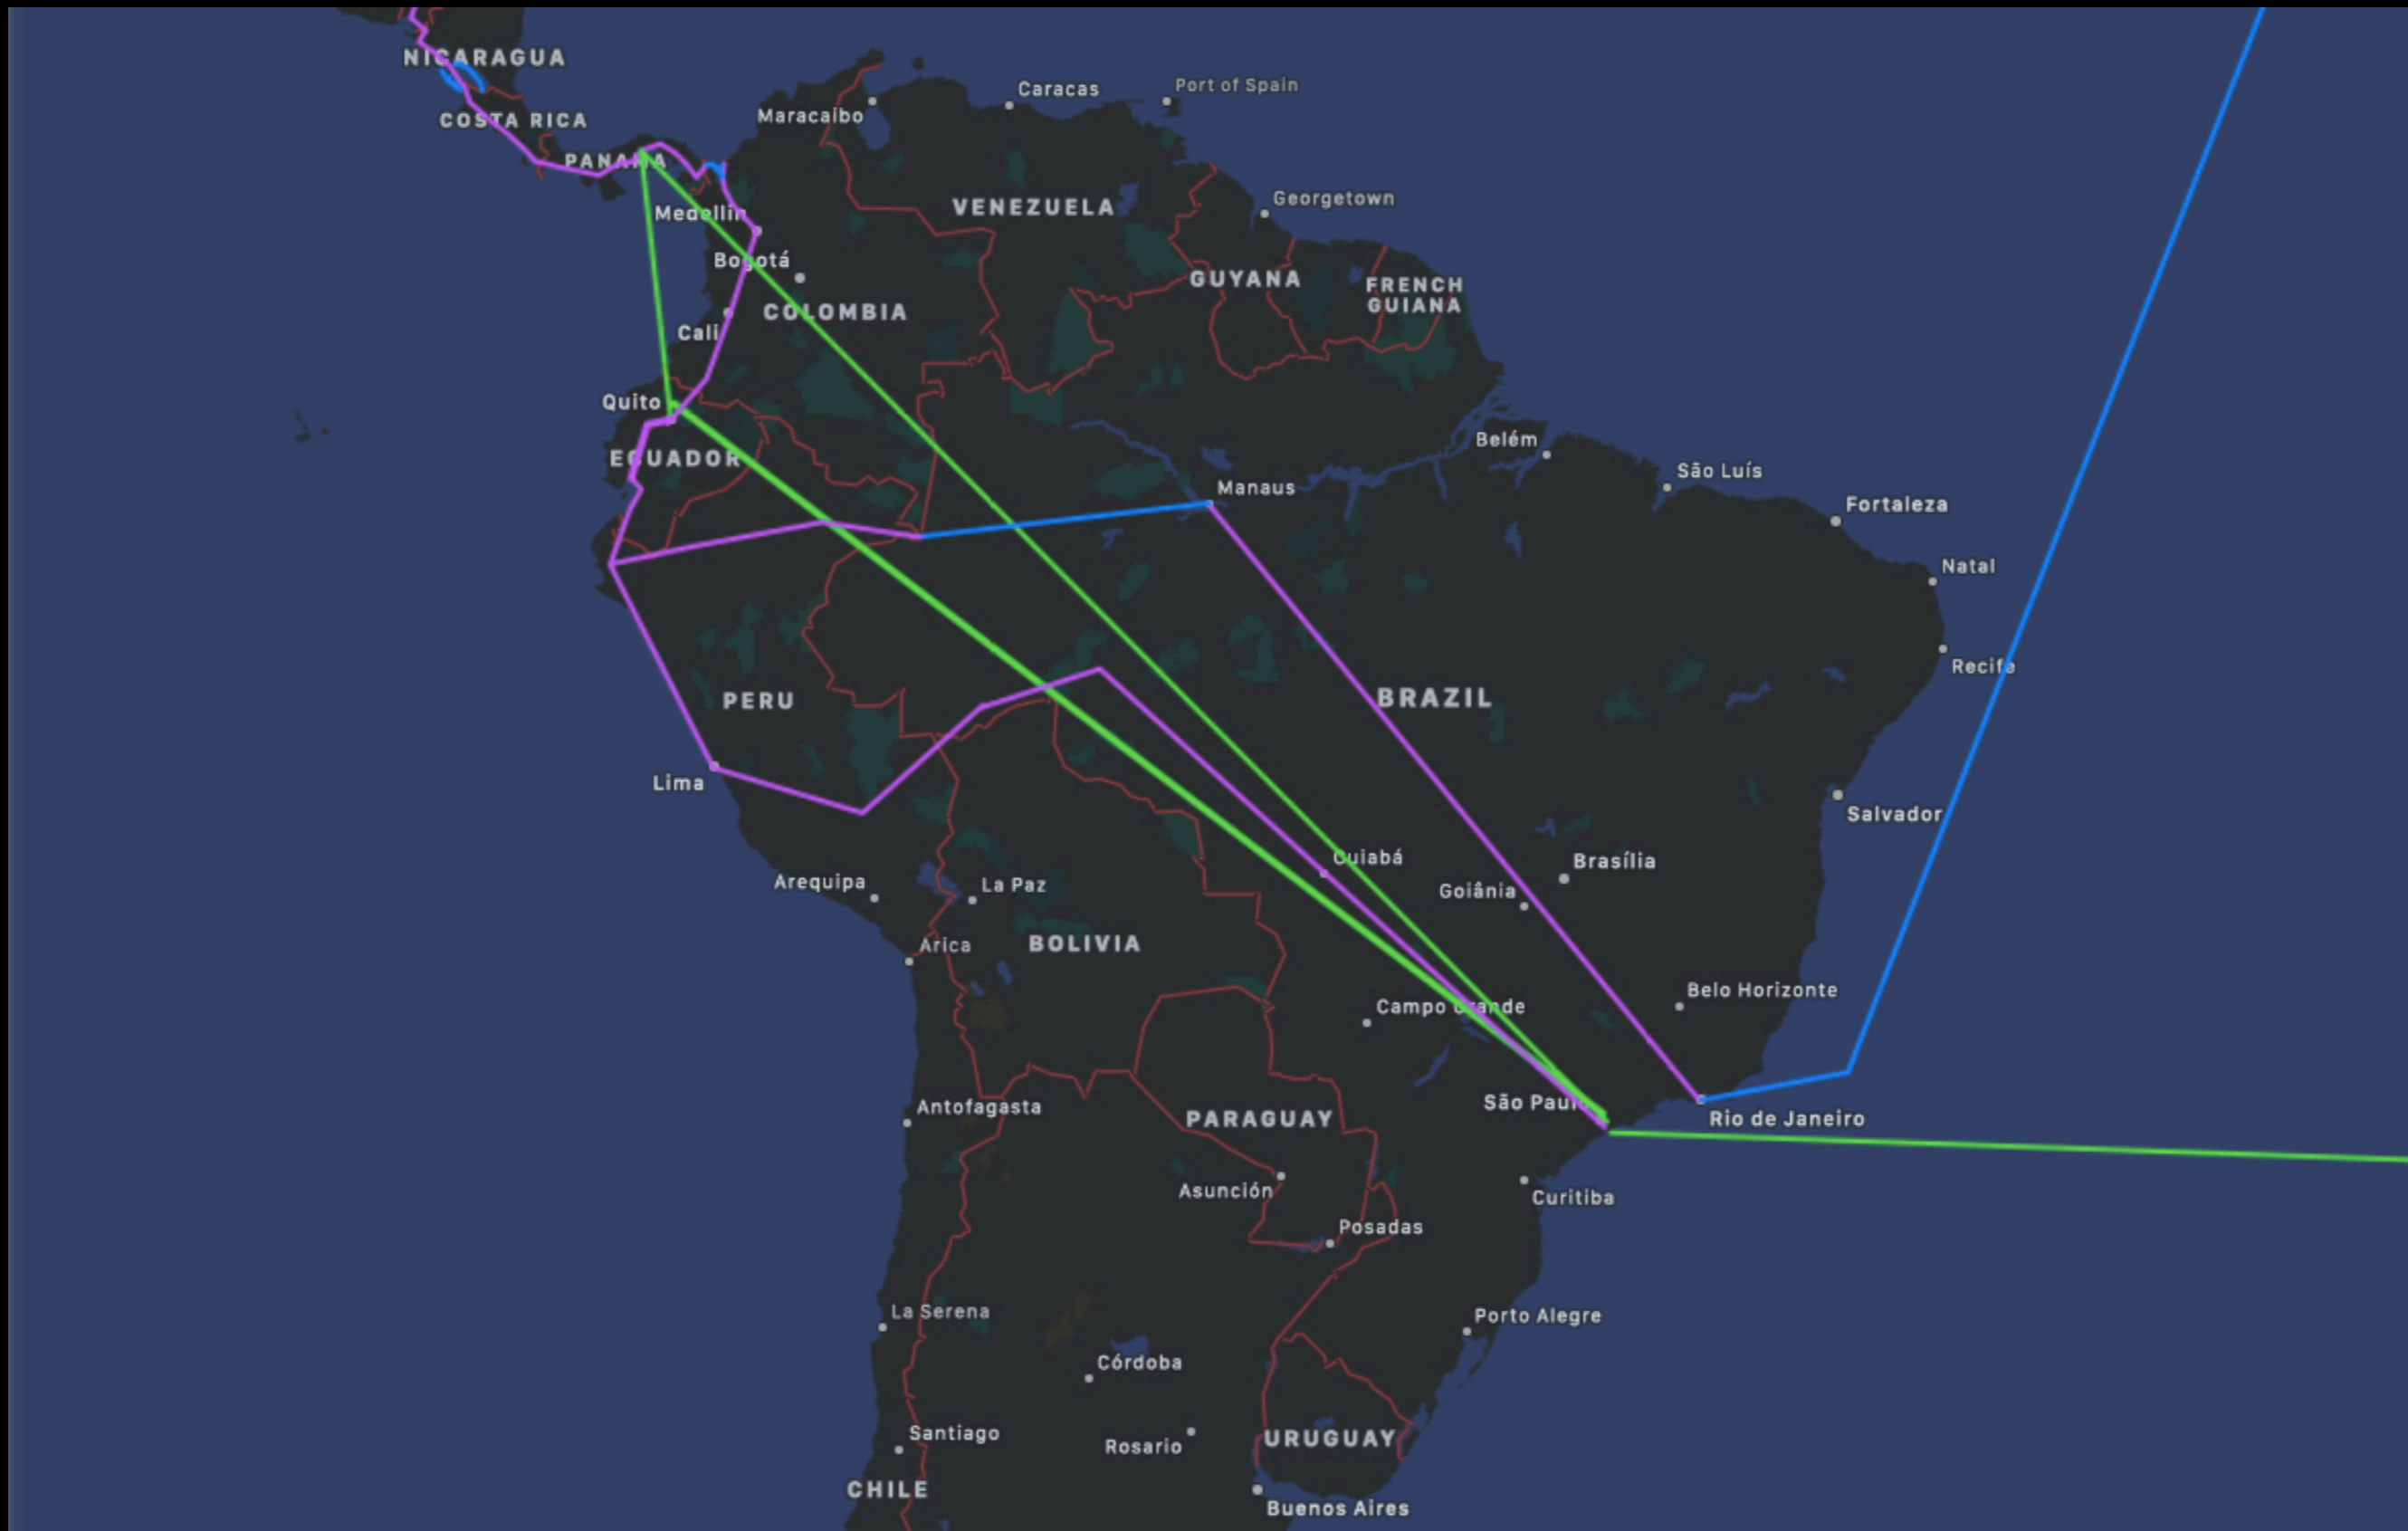 NICARAGUA
COSTA RICA
PANAMA
Maracaibo
Caracas
Port of Spain
Medellín
VENEZUELA
Georgetown
Bogotá
COLOMBIA
GUYANA
FRENCH
GUIANA
Cali
Quito
ECUADOR
Manaus
Belém
São Luís
Fortaleza
Natal
Recife
PERU
BRAZIL
Lima
Salvador
Cuiabá
Brasília
Arequipa
La Paz
Goiânia
Arica
BOLIVIA
Belo Horizonte
Campo Grande
Antofagasta
PARAGUAY
São Paulo
Rio de Janeiro
Asunción
Curitiba
Posadas
La Serena
Porto Alegre
Córdoba
Santiago
Rosario
URUGUAY
CHILE
Buenos Aires